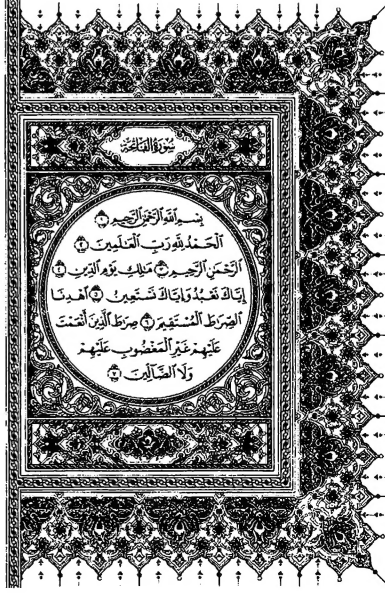 سُورَةُ الفَاتِحَةِ
بِسْمِ ٱللَّهِ ٱلرَّحْمَٰنِ ٱلرَّحِيمِ ١
ٱلْحَمْدُ لِلَّهِ رَبِّ ٱلْعَٰلَمِينَ ٢
ٱلرَّحْمَٰنِ ٱلرَّحِيمِ ٣ مَٰلِكِ يَوْمِ ٱلدِّينِ ٤
إِيَّاكَ نَعْبُدُ وَإِيَّاكَ نَسْتَعِينُ ٥ ٱهْدِنَا
ٱلصِّرَٰطَ ٱلْمُسْتَقِيمَ ٦ صِرَٰطَ ٱلَّذِينَ أَنْعَمْتَ
عَلَيْهِمْ غَيْرِ ٱلْمَغْضُوبِ عَلَيْهِمْ
وَلَا ٱلضَّآلِّينَ ٧